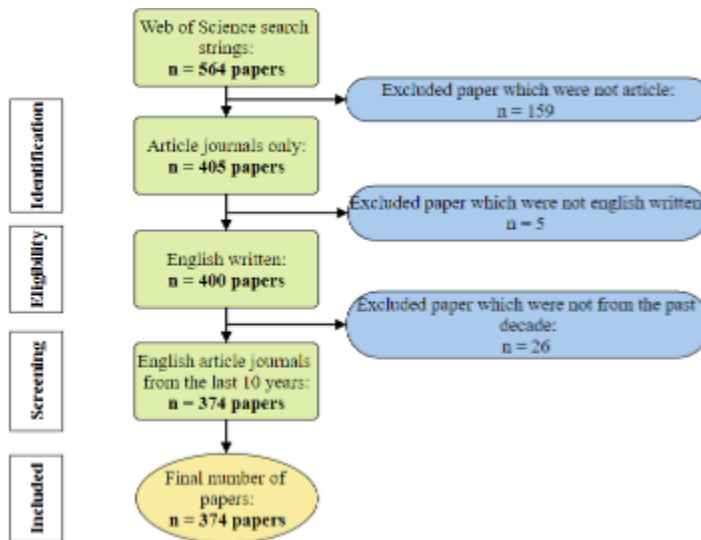 Web of Science search
strings:
n = 564 papers
Excluded paper which were not article:
n = 159
Identification
Article journals only:
n = 405 papers
Excluded paper which were not english written
n = 5
Eligibility
English written:
n = 400 papers
Excluded paper which were not from the past
decade:
n = 26
Screening
English article journals
from the last 10 years:
n = 374 papers
Included
Final number of
papers:
n = 374 papers